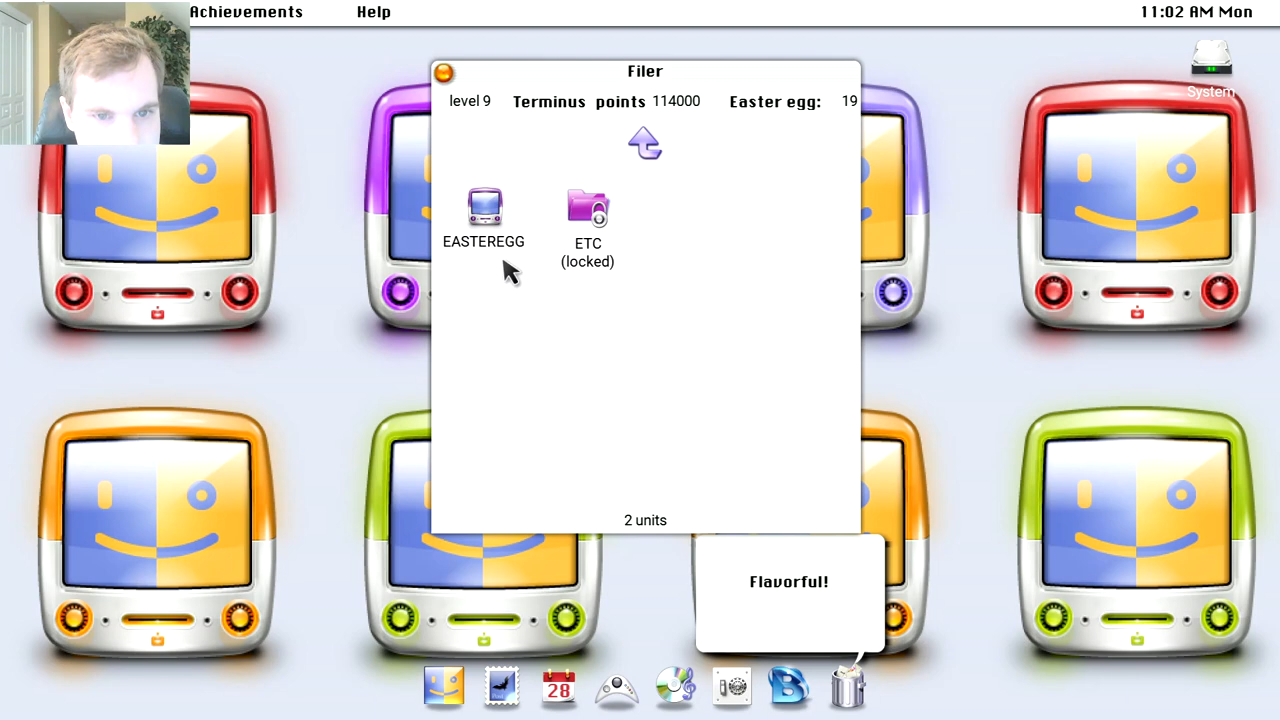 Achievements Help 11:02 AM Mon
System
Filer
level 9 Terminus points 114000 Easter egg: 19
EASTEREGG
ETC
(locked)
2 units
Flavorful!
28